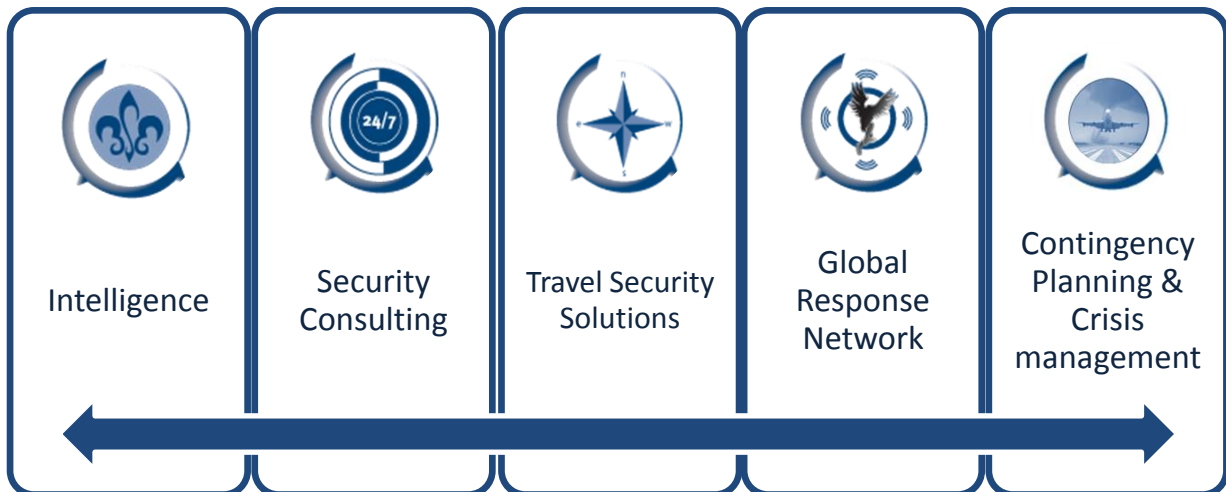 Intelligence
24/7
Security
Consulting
n
e
w
s
Travel Security
Solutions
Global
Response
Network
Contingency
Planning &
Crisis
management